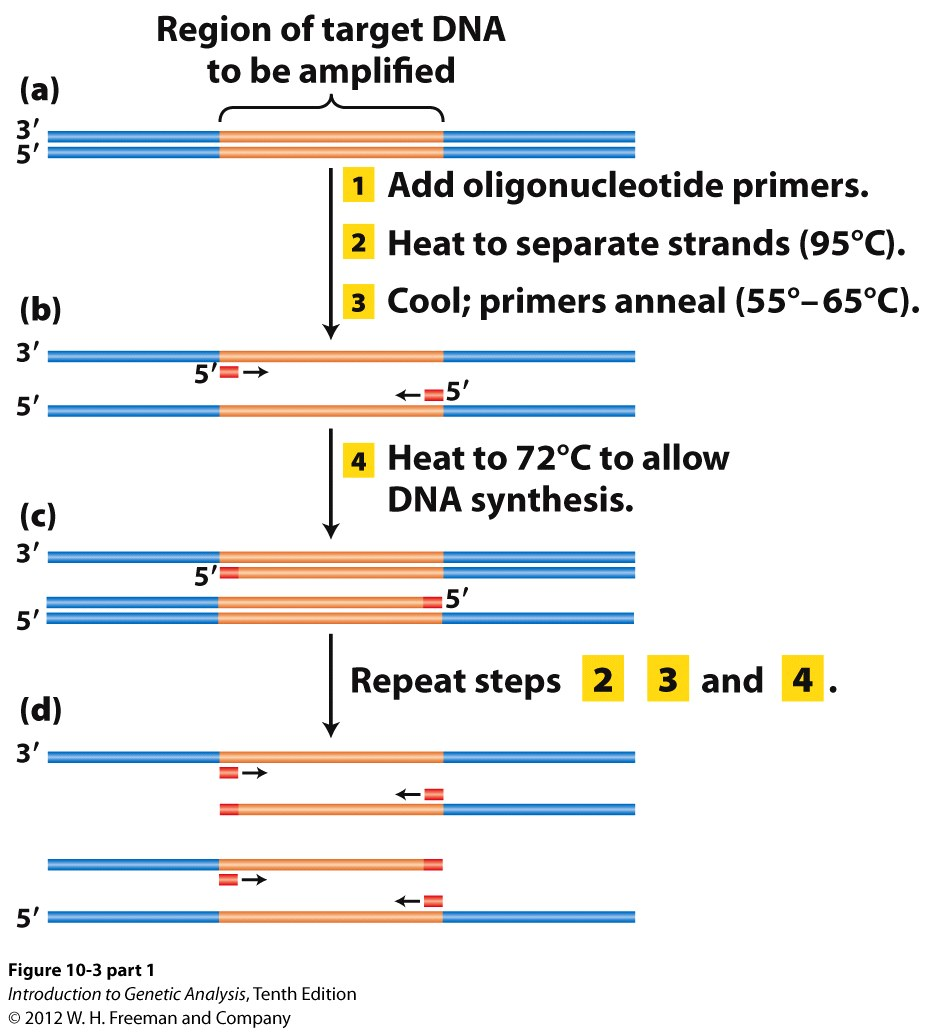 Region of target DNA
to be amplified
(a)
3′
5′
1 Add oligonucleotide primers.
2 Heat to separate strands (95°C).
3 Cool; primers anneal (55°–65°C).
(b)
3′
5′
5′
5′
4 Heat to 72°C to allow
DNA synthesis.
(c)
3′
5′
5′
5′
Repeat steps 2 3 and 4.
(d)
3′
5′
Figure 10-3 part 1
Introduction to Genetic Analysis, Tenth Edition
© 2012 W. H. Freeman and Company